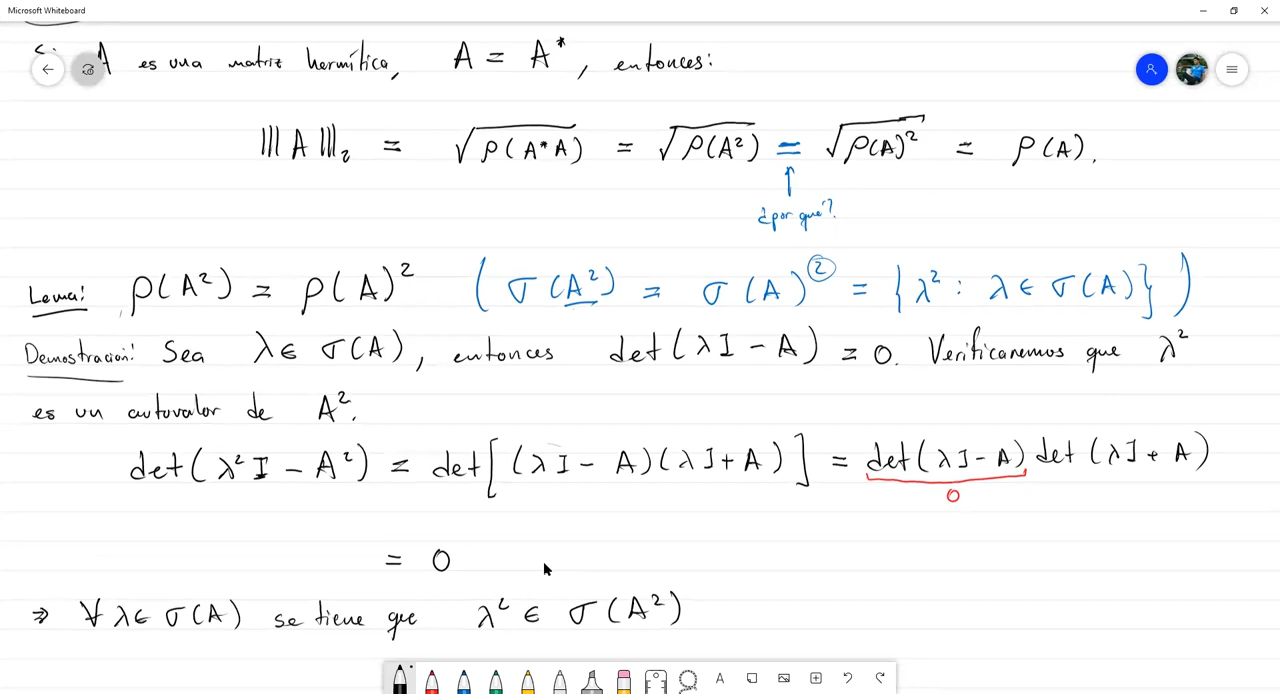 Microsoft Whiteboard
Si A es una matriz hermítica, A = A*, entonces:
|||A|||₂ = √ρ(A*A) = √ρ(A²) = √ρ(A)² = ρ(A).
¿por qué?
Lema: ρ(A²) = ρ(A)² (σ(A²) = σ(A)² = {λ² : λ ∈ σ(A)})
Demostración: Sea λ ∈ σ(A), entonces det(λI - A) = 0. Verificaremos que λ²
es un autovalor de A².
det(λ²I - A²) = det[(λI - A)(λI + A)] = det(λI - A) det(λI + A)
0
= 0
⇒ ∀ λ ∈ σ(A) se tiene que λ² ∈ σ(A²)